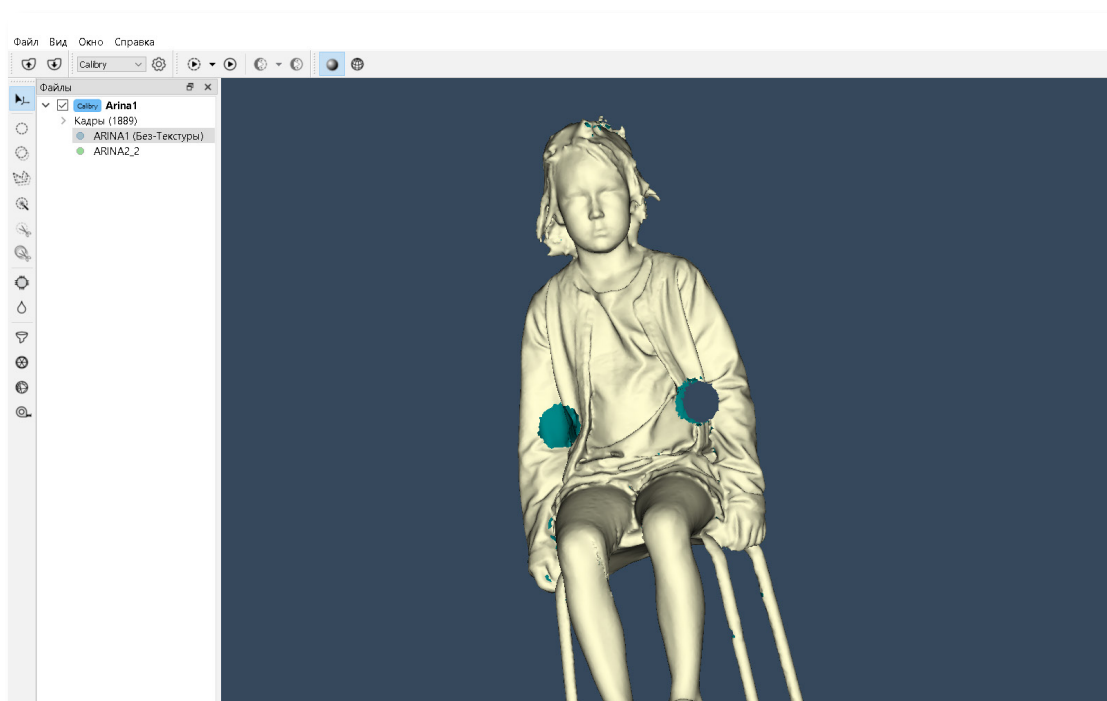 Файл Вид Окно Справка
Calibry
Файлы
Calibry Arina1
Кадры (1889)
ARINA1 (Без-Текстуры)
ARINA2_2